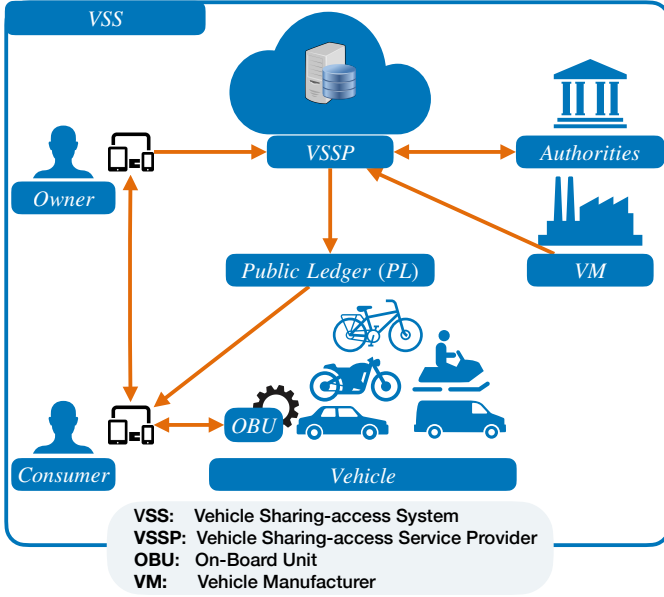 VSS
VSSP
Authorities
Owner
Public Ledger (PL)
VM
OBU
Consumer
Vehicle
VSS: Vehicle Sharing-access System
VSSP: Vehicle Sharing-access Service Provider
OBU: On-Board Unit
VM: Vehicle Manufacturer